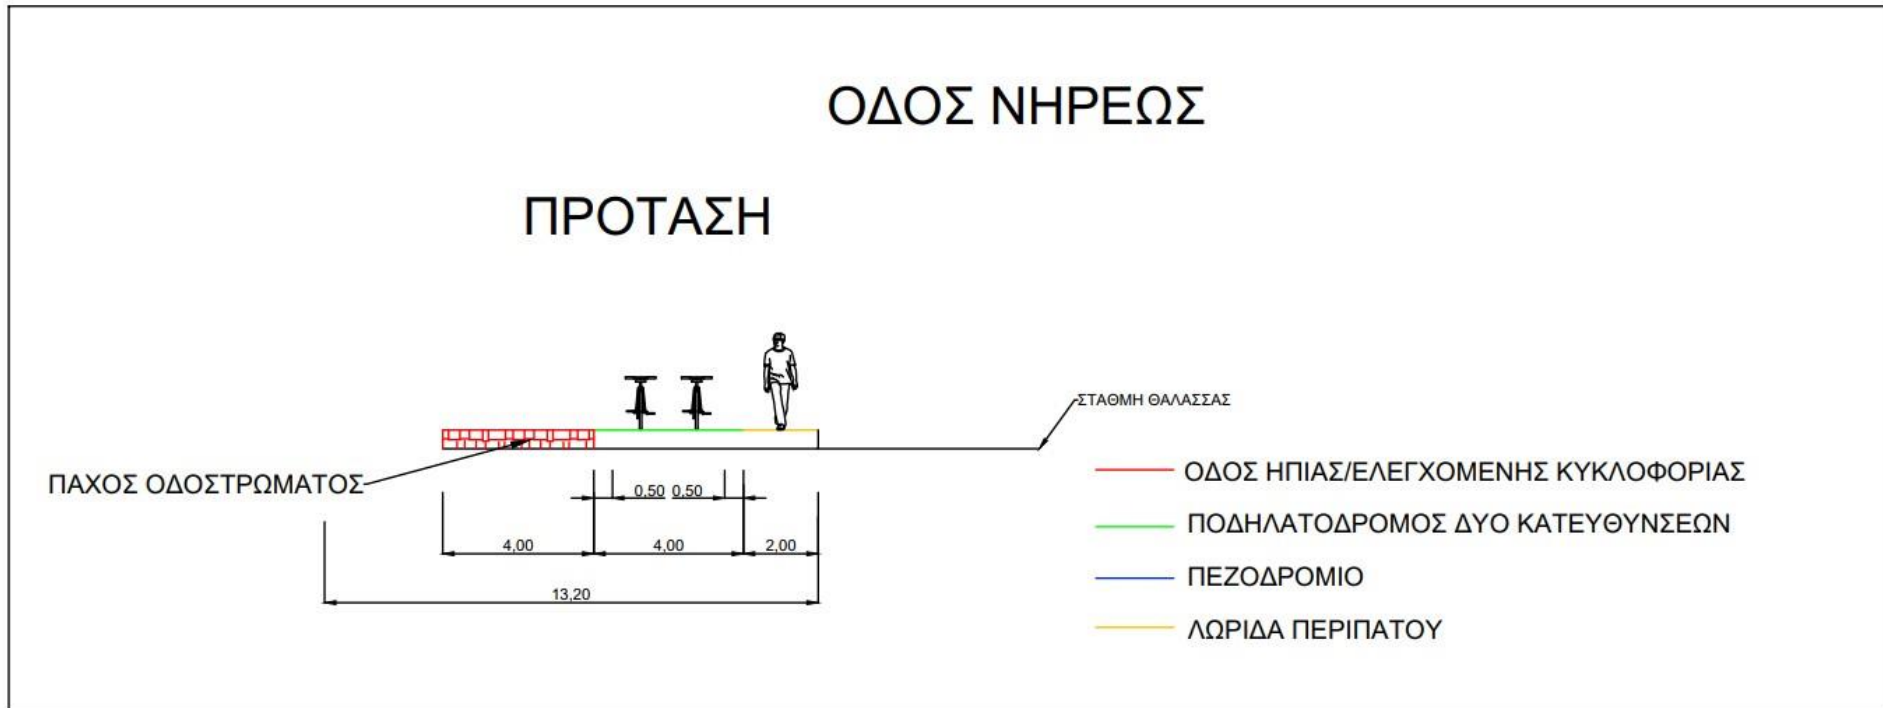 ΟΔΟΣ ΝΗΡΕΩΣ
ΠΡΟΤΑΣΗ
ΣΤΑΘΜΗ ΘΑΛΑΣΣΑΣ
ΠΑΧΟΣ ΟΔΟΣΤΡΩΜΑΤΟΣ
0,50 0,50
4,00 4,00 2,00
13,20
ΟΔΟΣ ΗΠΙΑΣ/ΕΛΕΓΧΟΜΕΝΗΣ ΚΥΚΛΟΦΟΡΙΑΣ
ΠΟΔΗΛΑΤΟΔΡΟΜΟΣ ΔΥΟ ΚΑΤΕΥΘΥΝΣΕΩΝ
ΠΕΖΟΔΡΟΜΙΟ
ΛΩΡΙΔΑ ΠΕΡΙΠΑΤΟΥ